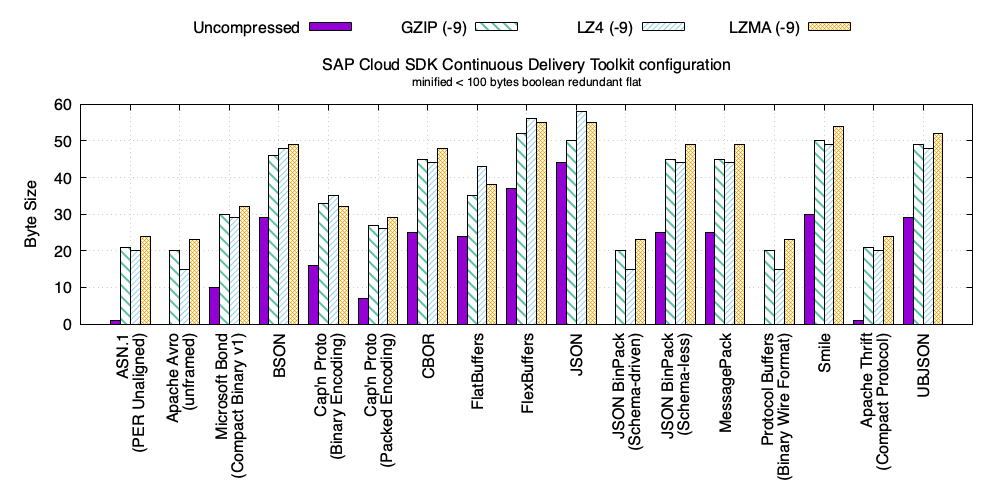 Uncompressed GZIP (-9) LZ4 (-9) LZMA (-9)
SAP Cloud SDK Continuous Delivery Toolkit configuration
minified < 100 bytes boolean redundant flat
Byte Size
60
50
40
30
20
10
0
ASN.1
(PER Unaligned)
Apache Avro
(unframed)
Microsoft Bond
(Compact Binary v1)
BSON
Cap'n Proto
(Binary Encoding)
Cap'n Proto
(Packed Encoding)
CBOR
FlatBuffers
FlexBuffers
JSON
JSON BinPack
(Schema-driven)
JSON BinPack
(Schema-less)
MessagePack
Protocol Buffers
(Binary Wire Format)
Smile
Apache Thrift
(Compact Protocol)
UBJSON